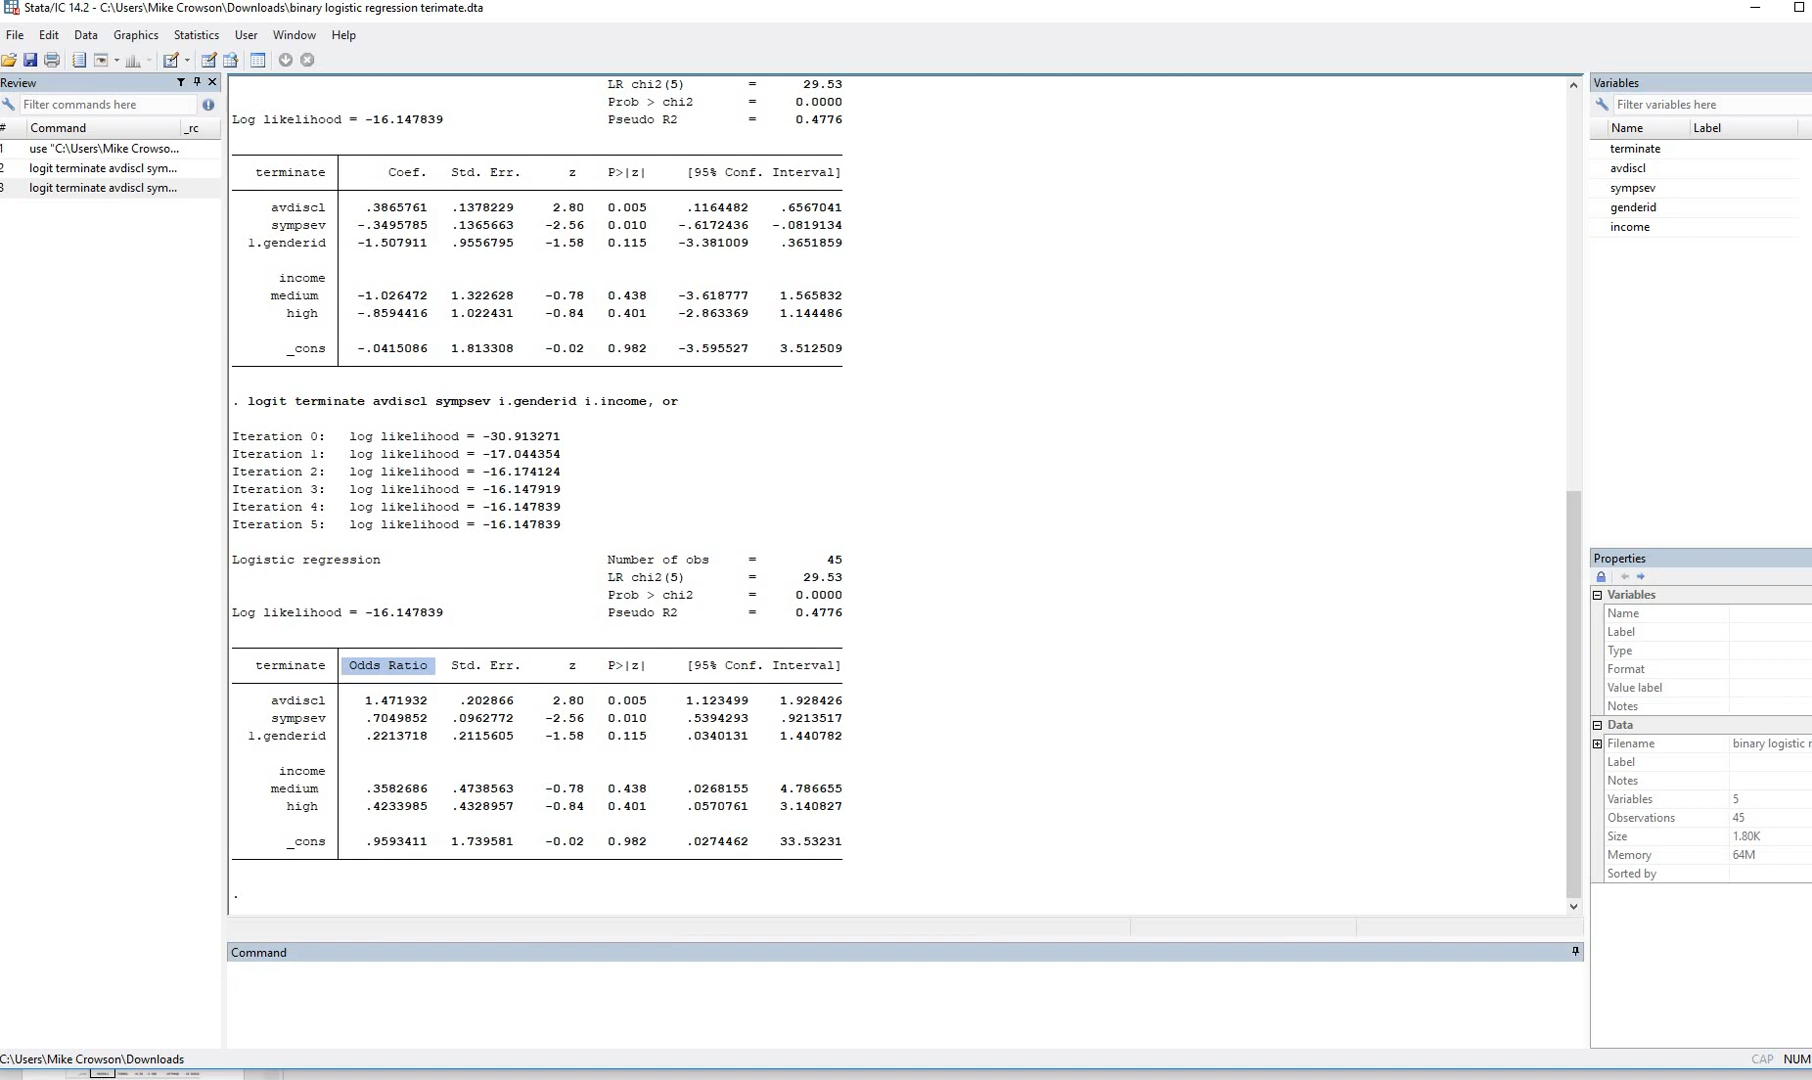 Stata/IC 14.2 - C:\Users\Mike Crowson\Downloads\binary logistic regression terimate.dta
File Edit Data Graphics Statistics User Window Help
Review
Filter commands here
# Command _rc
1 use "C:\Users\Mike Crowso...
2 logit terminate avdiscl sym...
3 logit terminate avdiscl sym...
LR chi2(5) = 29.53
Prob > chi2 = 0.0000
Log likelihood = -16.147839 Pseudo R2 = 0.4776
terminate Coef. Std. Err. z P>|z| [95% Conf. Interval]
avdiscl .3865761 .1378229 2.80 0.005 .1164482 .6567041
sympsev -.3495785 .1365663 -2.56 0.010 -.6172436 -.0819134
1.genderid -1.507911 .9556795 -1.58 0.115 -3.381009 .3651859
income
medium -1.026472 1.322628 -0.78 0.438 -3.618777 1.565832
high -.8594416 1.022431 -0.84 0.401 -2.863369 1.144486
_cons -.0415086 1.813308 -0.02 0.982 -3.595527 3.512509
. logit terminate avdiscl sympsev i.genderid i.income, or
Iteration 0: log likelihood = -30.913271
Iteration 1: log likelihood = -17.044354
Iteration 2: log likelihood = -16.174124
Iteration 3: log likelihood = -16.147919
Iteration 4: log likelihood = -16.147839
Iteration 5: log likelihood = -16.147839
Logistic regression Number of obs = 45
LR chi2(5) = 29.53
Prob > chi2 = 0.0000
Log likelihood = -16.147839 Pseudo R2 = 0.4776
terminate Odds Ratio Std. Err. z P>|z| [95% Conf. Interval]
avdiscl 1.471932 .202866 2.80 0.005 1.123499 1.928426
sympsev .7049852 .0962772 -2.56 0.010 .5394293 .9213517
1.genderid .2213718 .2115605 -1.58 0.115 .0340131 1.440782
income
medium .3582686 .4738563 -0.78 0.438 .0268155 4.786655
high .4233985 .4328957 -0.84 0.401 .0570761 3.140827
_cons .9593411 1.739581 -0.02 0.982 .0274462 33.53231
.
Command
Variables
Filter variables here
Name Label
terminate
avdiscl
sympsev
genderid
income
Properties
Variables
Name
Label
Type
Format
Value label
Notes
Data
Filename binary logistic r
Label
Notes
Variables 5
Observations 45
Size 1.80K
Memory 64M
Sorted by
C:\Users\Mike Crowson\Downloads
CAP NUM